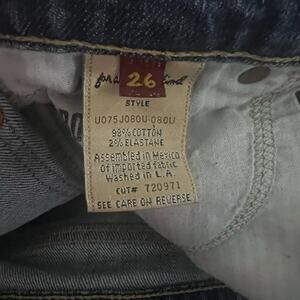 for a
26
STYLE
U075J080U-080U
98% COTTON
2% ELASTANE
Assembled in Mexico
of imported fabric
Washed in L.A.
CUT# 720971
SEE CARE ON REVERSE